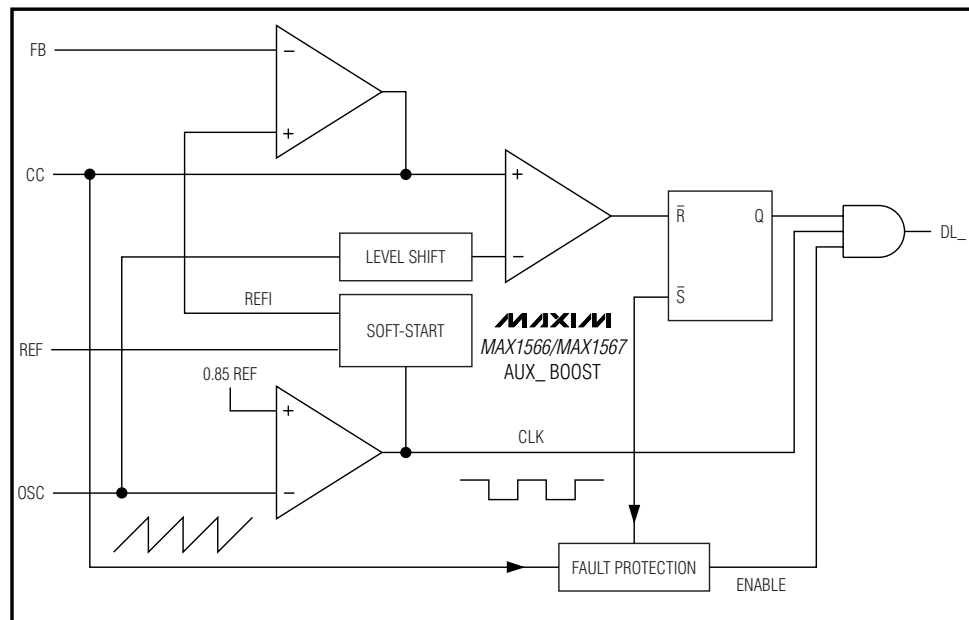 FB
−
+
CC
+
R̅
Q
DL_
LEVEL SHIFT
−
REFI
S̅
SOFT-START
MAXIM
REF
MAX1566/MAX1567
0.85 REF
AUX_ BOOST
+
CLK
OSC
−
FAULT PROTECTION
ENABLE